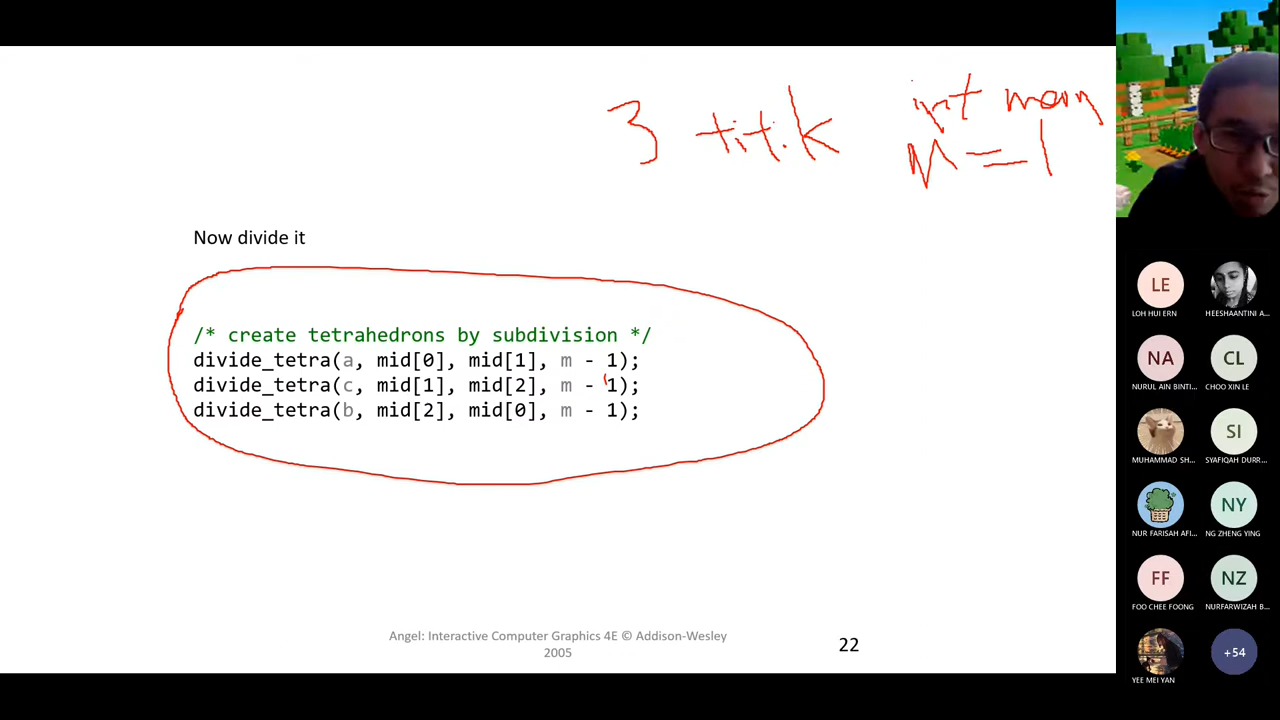 3 titik
int main
M = 1
Now divide it
/* create tetrahedrons by subdivision */
divide_tetra(a, mid[0], mid[1], m - 1);
divide_tetra(c, mid[1], mid[2], m - 1);
divide_tetra(b, mid[2], mid[0], m - 1);
Angel: Interactive Computer Graphics 4E © Addison-Wesley
2005
22
LE
LOH HUI ERN
HEESHAANTINI A...
NA
CL
NURUL AIN BINTI...
CHOO XIN LE
SI
MUHAMMAD SH...
SYAFIQAH DURR...
NY
NUR FARISAH AFI...
NG ZHENG YING
FF
NZ
FOO CHEE FOONG
NURFARWIZAH B...
+54
YEE MEI YAN